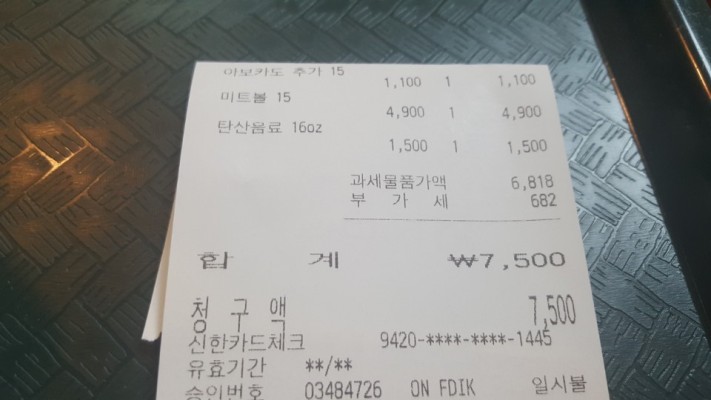 아보카도 추가 15
1,100 1 1,100
미트볼 15
4,900 1 4,900
탄산음료 16oz
1,500 1 1,500
과세물품가액 6,818
부 가 세 682
합 계 ₩7,500
청 구 액 7,500
신한카드체크 9420-****-****-1445
유효기간 **/**
승인번호 03484726 ON FDIK 일시불